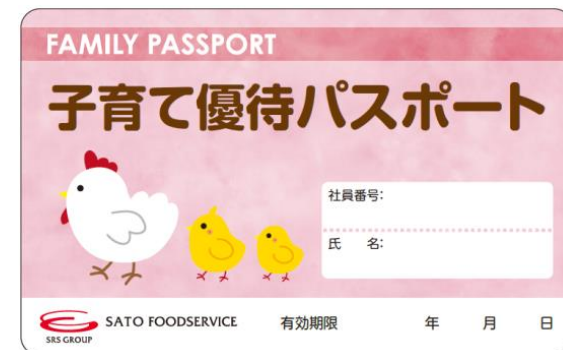 FAMILY PASSPORT
子育て優待パスポート
社員番号:
氏　名:
SRS GROUP
SATO FOODSERVICE
有効期限　年　月　日